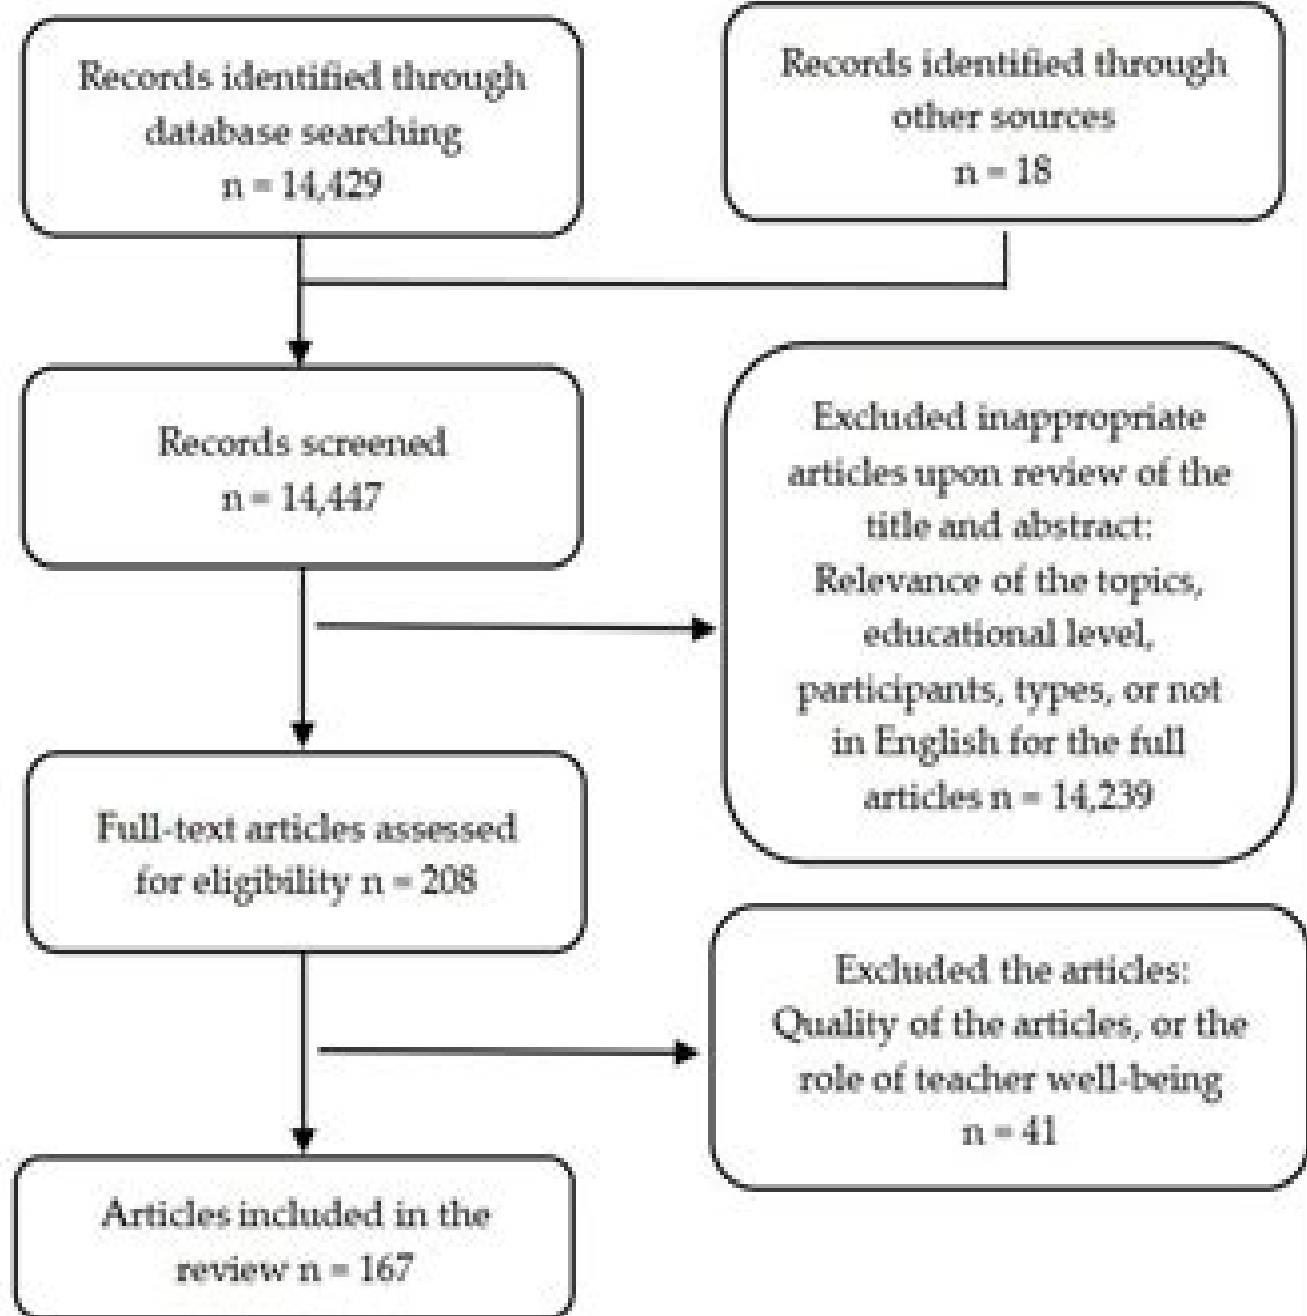 Records identified through
database searching
n = 14,429
Records identified through
other sources
n = 18
Records screened
n = 14,447
Excluded inappropriate
articles upon review of the
title and abstract:
Relevance of the topics,
educational level,
participants, types, or not
in English for the full
articles n = 14,239
Full-text articles assessed
for eligibility n = 208
Excluded the articles:
Quality of the articles, or the
role of teacher well-being
n = 41
Articles included in the
review n = 167